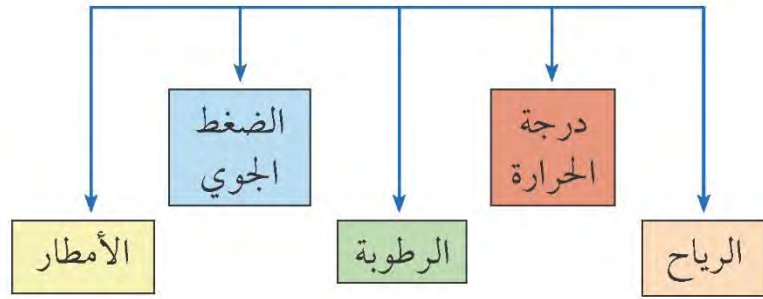 درجة
الحرارة
الضغط
الجوي
الرياح
الرطوبة
الأمطار